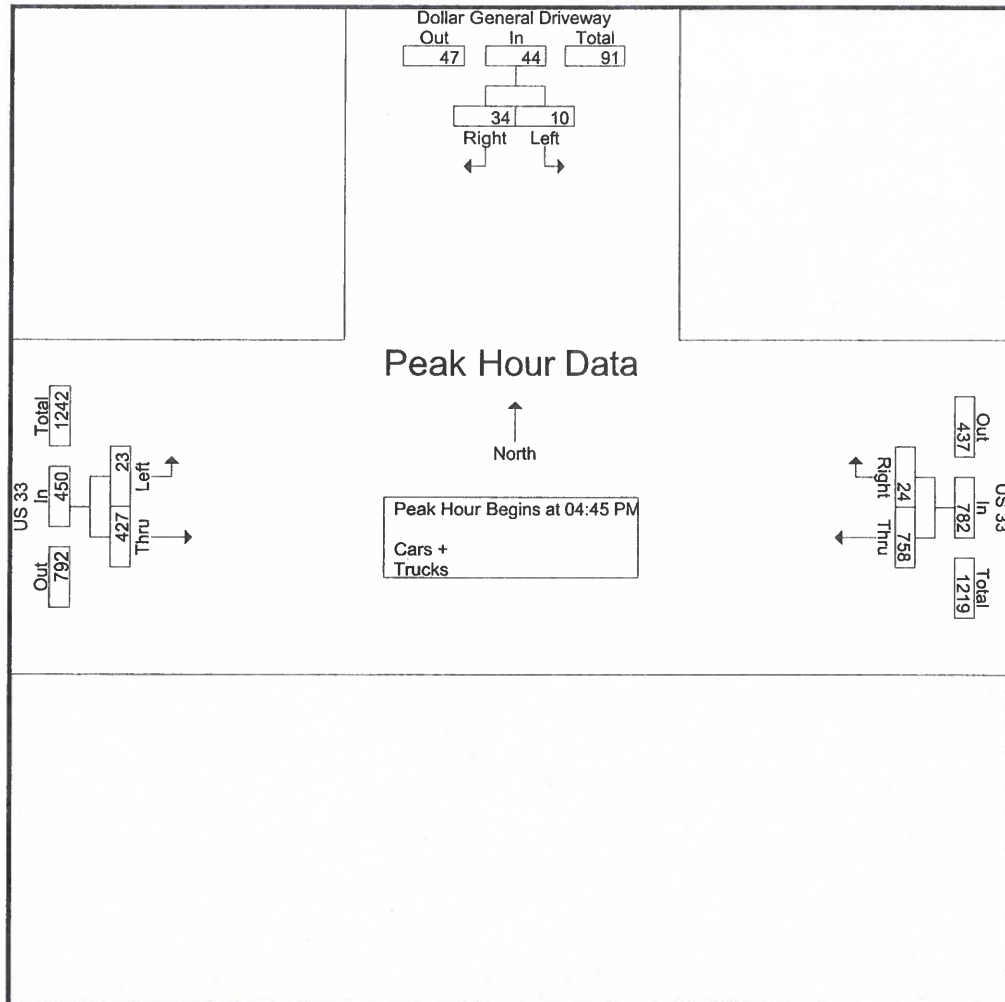 Dollar General Driveway
Out In Total
47 44 91
34 10
Right Left
Peak Hour Data
North
Peak Hour Begins at 04:45 PM
Cars +
Trucks
US 33
Out In Total
792 450 1242
427 23
Thru Left
US 33
Out In Total
437 782 1219
24 758
Right Thru